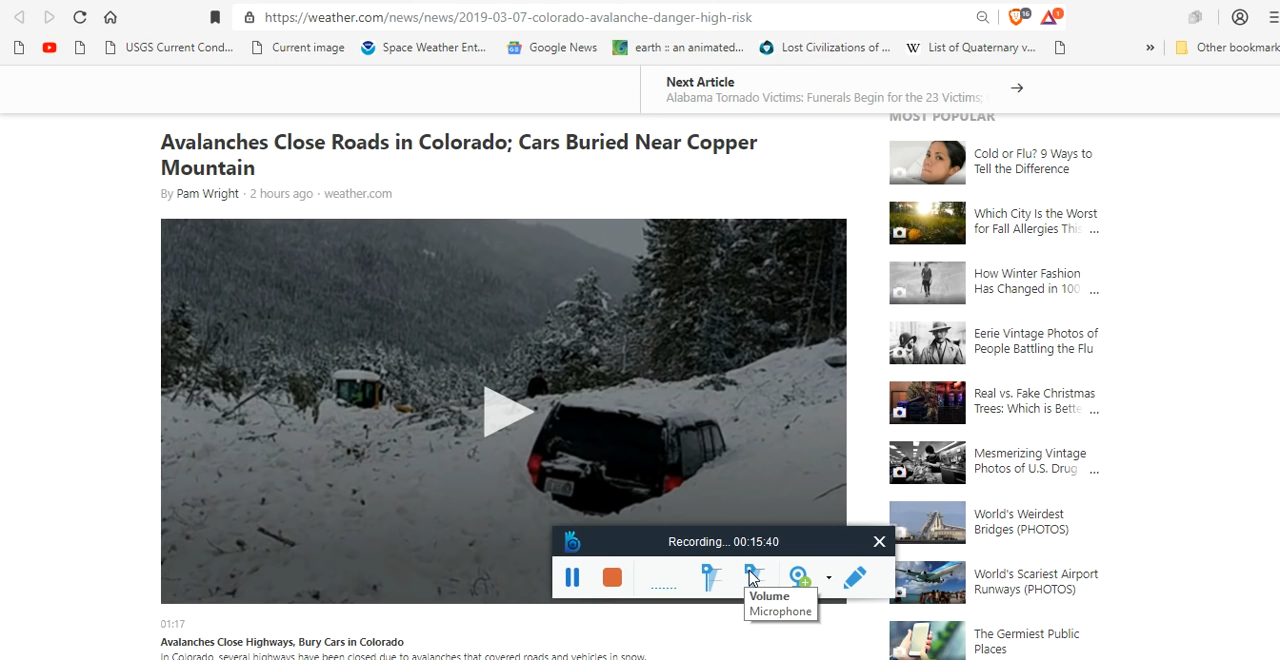 https://weather.com/news/news/2019-03-07-colorado-avalanche-danger-high-risk
16
1
USGS Current Cond...
Current image
Space Weather Ent...
Google News
earth :: an animated...
Lost Civilizations of ...
W List of Quaternary v...
»
Other bookmark
Next Article
Alabama Tornado Victims: Funerals Begin for the 23 Victims;
MOST POPULAR
Avalanches Close Roads in Colorado; Cars Buried Near Copper
Mountain
By Pam Wright · 2 hours ago · weather.com
Cold or Flu? 9 Ways to
Tell the Difference
Which City Is the Worst
for Fall Allergies This ...
How Winter Fashion
Has Changed in 100 ...
Eerie Vintage Photos of
People Battling the Flu
Real vs. Fake Christmas
Trees: Which is Bette ...
Mesmerizing Vintage
Photos of U.S. Drug ...
World's Weirdest
Bridges (PHOTOS)
World's Scariest Airport
Runways (PHOTOS)
The Germiest Public
Places
Recording... 00:15:40
Volume
Microphone
01:17
Avalanches Close Highways, Bury Cars in Colorado
In Colorado, several highways have been closed due to avalanches that covered roads and vehicles in snow.